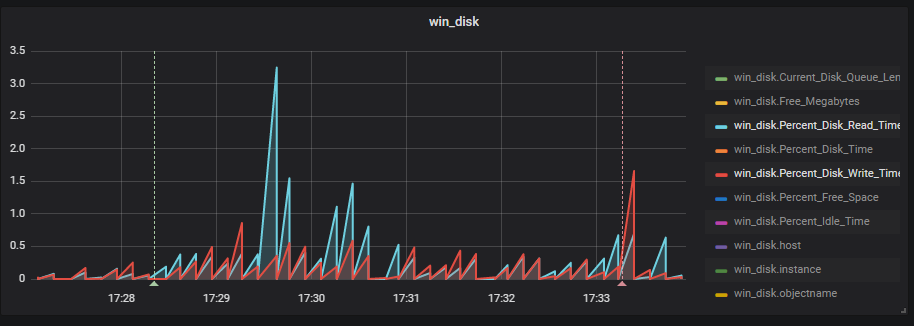 win_disk
3.5
3.0
2.5
2.0
1.5
1.0
0.5
0
17:28 17:29 17:30 17:31 17:32 17:33
win_disk.Current_Disk_Queue_Len
win_disk.Free_Megabytes
win_disk.Percent_Disk_Read_Time
win_disk.Percent_Disk_Time
win_disk.Percent_Disk_Write_Time
win_disk.Percent_Free_Space
win_disk.Percent_Idle_Time
win_disk.host
win_disk.instance
win_disk.objectname